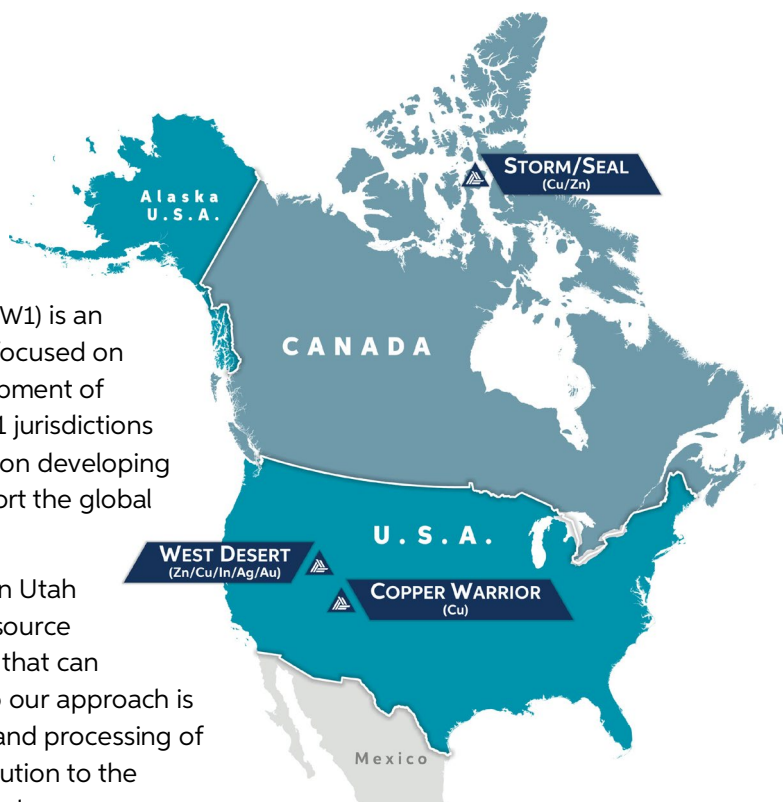 STORM/SEAL
(Cu/Zn)
Alaska
U.S.A.
CANADA
W1) is an
focused on
pment of
1 jurisdictions
on developing
ort the global
U.S.A.
WEST DESERT
(Zn/Cu/In/Ag/Au)
COPPER WARRIOR
(Cu)
n Utah
source
that can
our approach is
and processing of
ution to the
Mexico